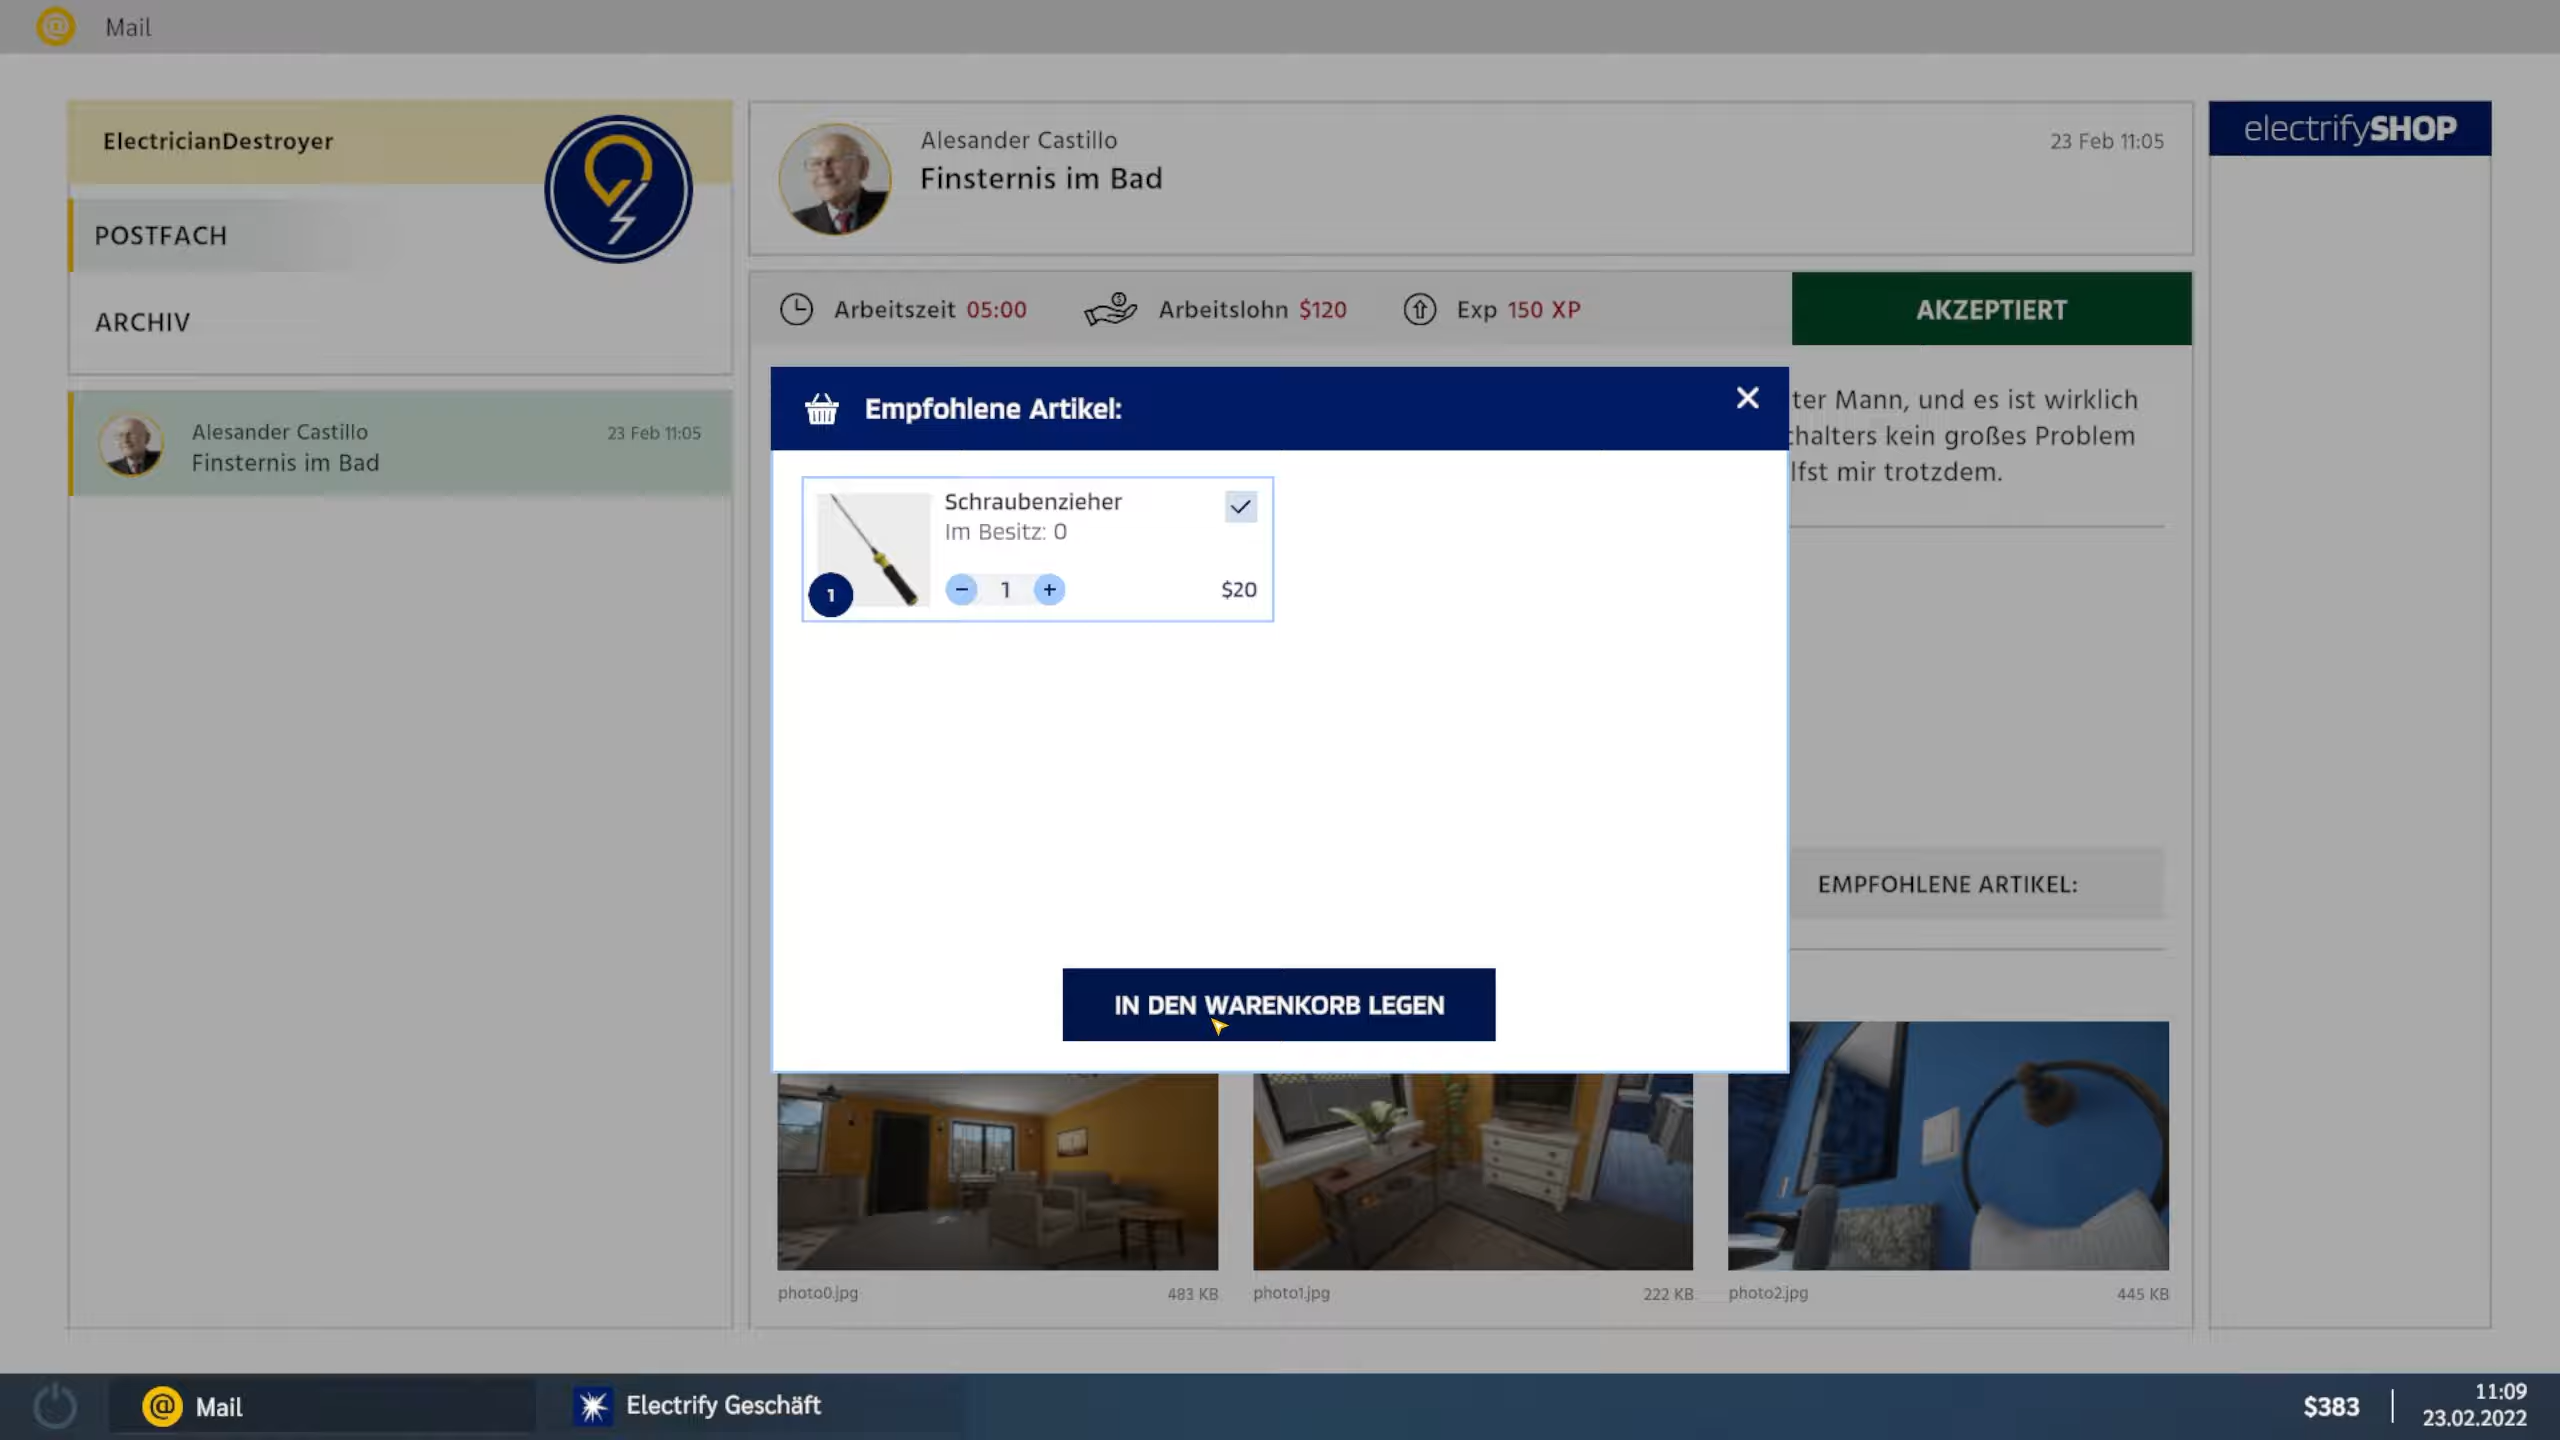 Mail
ElectricianDestroyer
POSTFACH
ARCHIV
Alesander Castillo
23 Feb 11:05
Finsternis im Bad
Alesander Castillo
23 Feb 11:05
Finsternis im Bad
electrifySHOP
Arbeitszeit 05:00
Arbeitslohn $120
Exp 150 XP
AKZEPTIERT
ter Mann, und es ist wirklich
chalters kein großes Problem
lfst mir trotzdem.
Empfohlene Artikel:
Schraubenzieher
Im Besitz: 0
1
1
$20
IN DEN WARENKORB LEGEN
EMPFOHLENE ARTIKEL:
photo0.jpg
483 KB
photo1.jpg
222 KB
photo2.jpg
445 KB
Mail
Electrify Geschäft
$383
11:09
23.02.2022